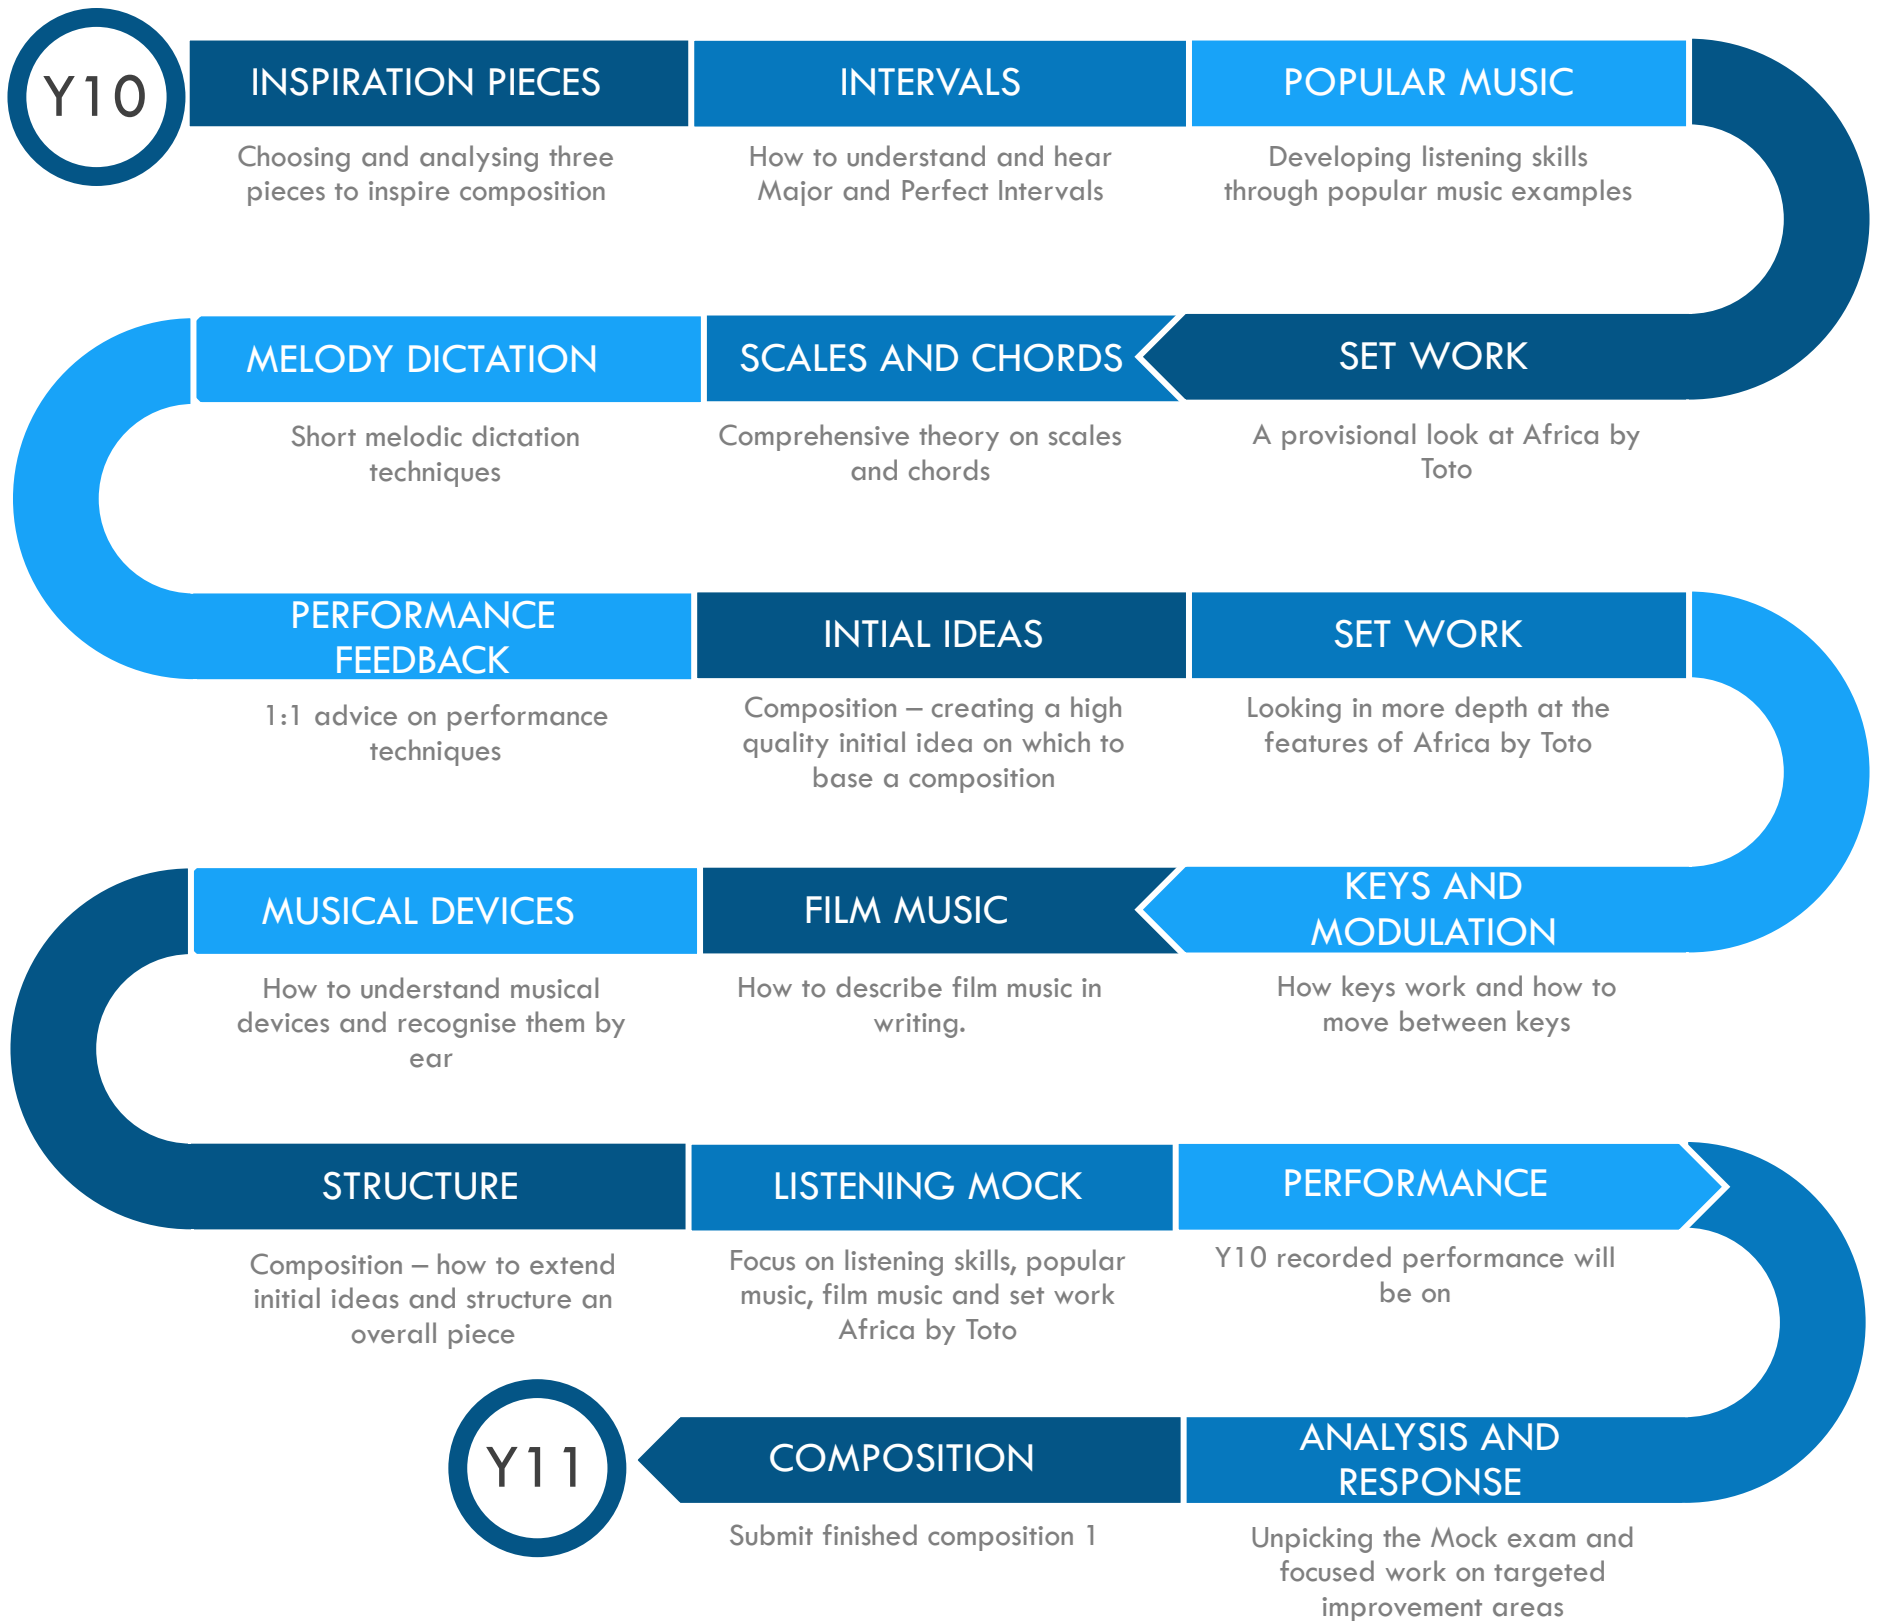 Y10
INSPIRATION PIECES
Choosing and analysing three
pieces to inspire composition
INTERVALS
How to understand and hear
Major and Perfect Intervals
POPULAR MUSIC
Developing listening skills
through popular music examples
SET WORK
A provisional look at Africa by
Toto
SCALES AND CHORDS
Comprehensive theory on scales
and chords
MELODY DICTATION
Short melodic dictation
techniques
PERFORMANCE
FEEDBACK
1:1 advice on performance
techniques
INTIAL IDEAS
Composition – creating a high
quality initial idea on which to
base a composition
SET WORK
Looking in more depth at the
features of Africa by Toto
KEYS AND
MODULATION
How keys work and how to
move between keys
FILM MUSIC
How to describe film music in
writing.
MUSICAL DEVICES
How to understand musical
devices and recognise them by
ear
STRUCTURE
Composition – how to extend
initial ideas and structure an
overall piece
LISTENING MOCK
Focus on listening skills, popular
music, film music and set work
Africa by Toto
PERFORMANCE
Y10 recorded performance will
be on
ANALYSIS AND
RESPONSE
Unpicking the Mock exam and
focused work on targeted
improvement areas
COMPOSITION
Submit finished composition 1
Y11